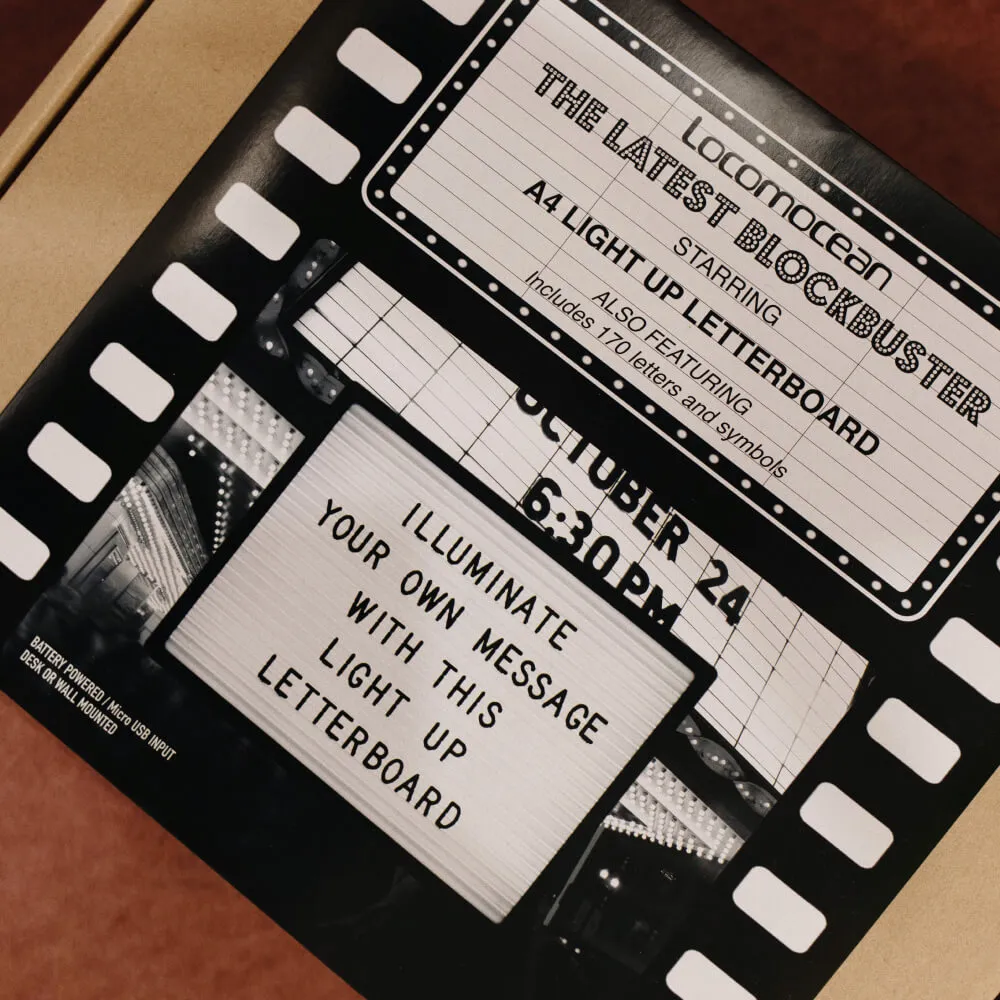 Locomocean
THE LATEST BLOCKBUSTER
STARRING
A4 LIGHT UP LETTERBOARD
ALSO FEATURING
Includes 170 letters and symbols
OCTOBER 24
6:30 PM
ILLUMINATE
YOUR OWN MESSAGE
WITH THIS
LIGHT UP
LETTERBOARD
BATTERY POWERED / Micro USB INPUT
DESK OR WALL MOUNTED